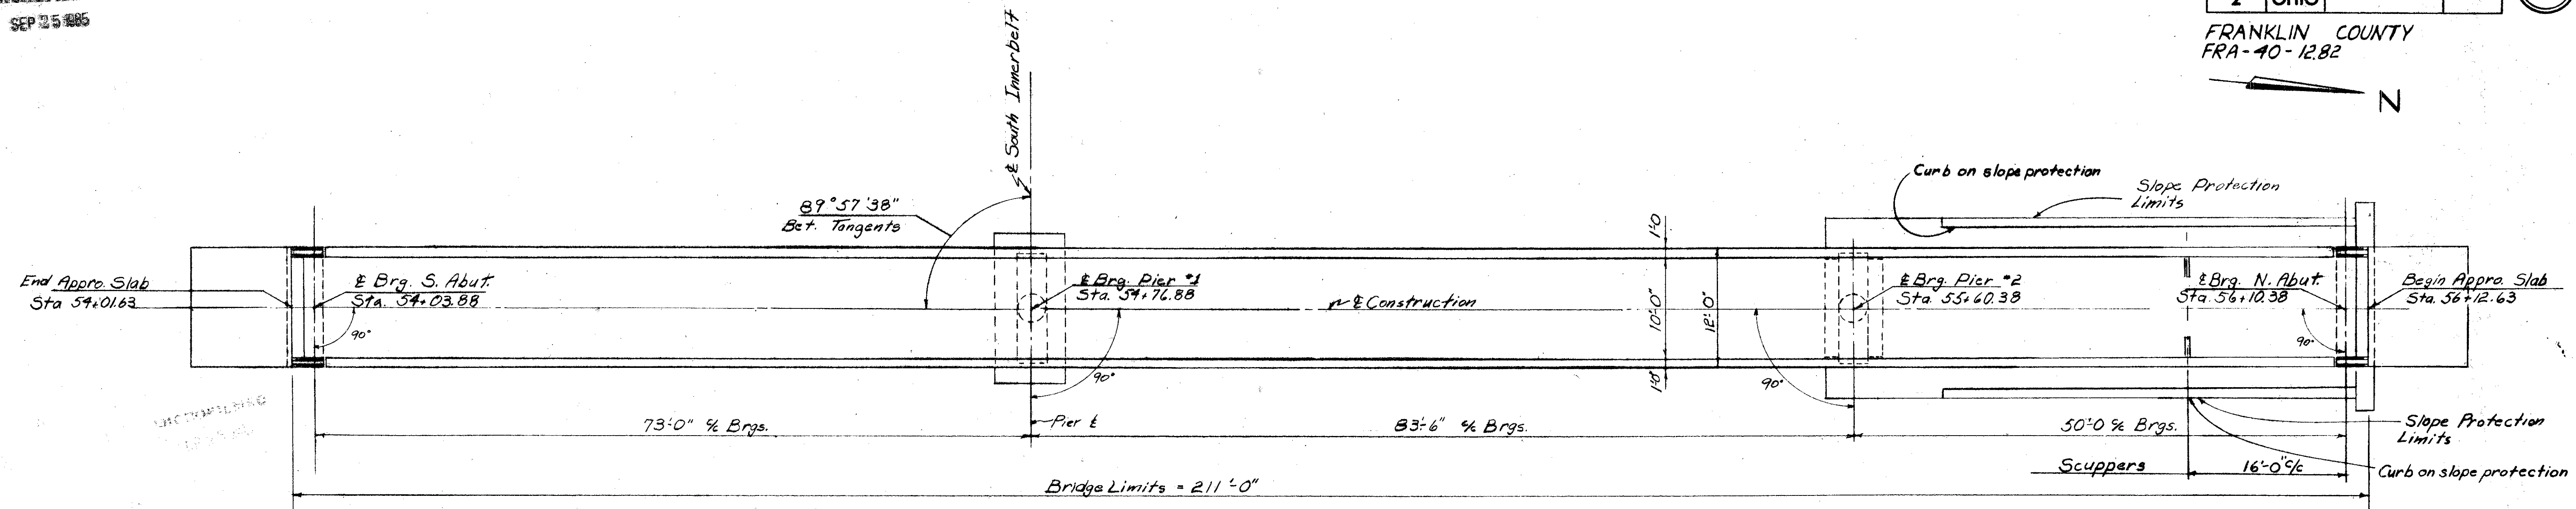 SEP 25 1985
2 OHIO
FRANKLIN COUNTY
FRA-40-12.82
N
℄ South Innerbelt
89°57'38"
Bet. Tangents
Curb on slope protection
Slope Protection
Limits
End Appro. Slab
Sta 54+01.63
℄ Brg. S. Abut.
Sta. 54+03.88
90°
℄ Brg. Pier #1
Sta. 54+76.88
90°
℄ Construction
1'-0
10'-0"
12'-0"
1'-0"
℄ Brg. Pier #2
Sta. 55+60.38
90°
℄ Brg. N. Abut.
Sta. 56+10.38
90°
Begin Appro. Slab
Sta. 56+12.63
73'-0" c/c Brgs.
Pier ℄
83'-6" c/c Brgs.
50'-0 c/c Brgs.
Slope Protection
Limits
Scuppers
16'-0" c/c
Curb on slope protection
Bridge Limits = 211'-0"